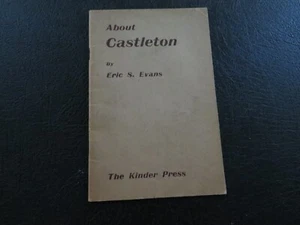 About
Castleton
By
Eric S. Evans
The Kinder Press